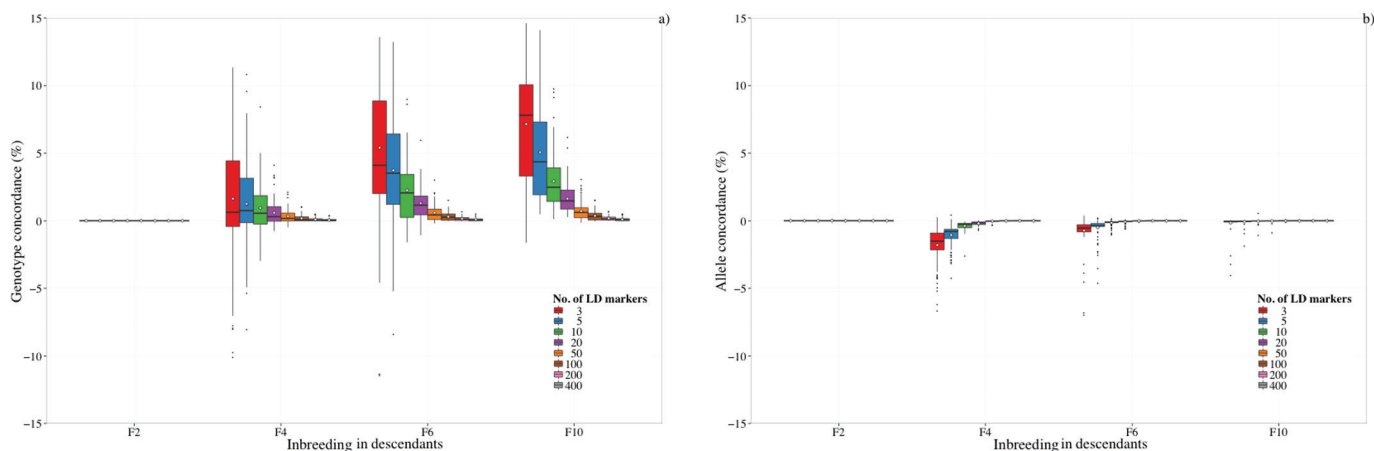 a)
15
10
5
0
−5
−10
−15
Genotype concordance (%)
F2
F4
F6
F10
Inbreeding in descendants
No. of LD markers
3
5
10
20
50
100
200
400
b)
15
10
5
0
−5
−10
−15
Allele concordance (%)
F2
F4
F6
F10
Inbreeding in descendants
No. of LD markers
3
5
10
20
50
100
200
400